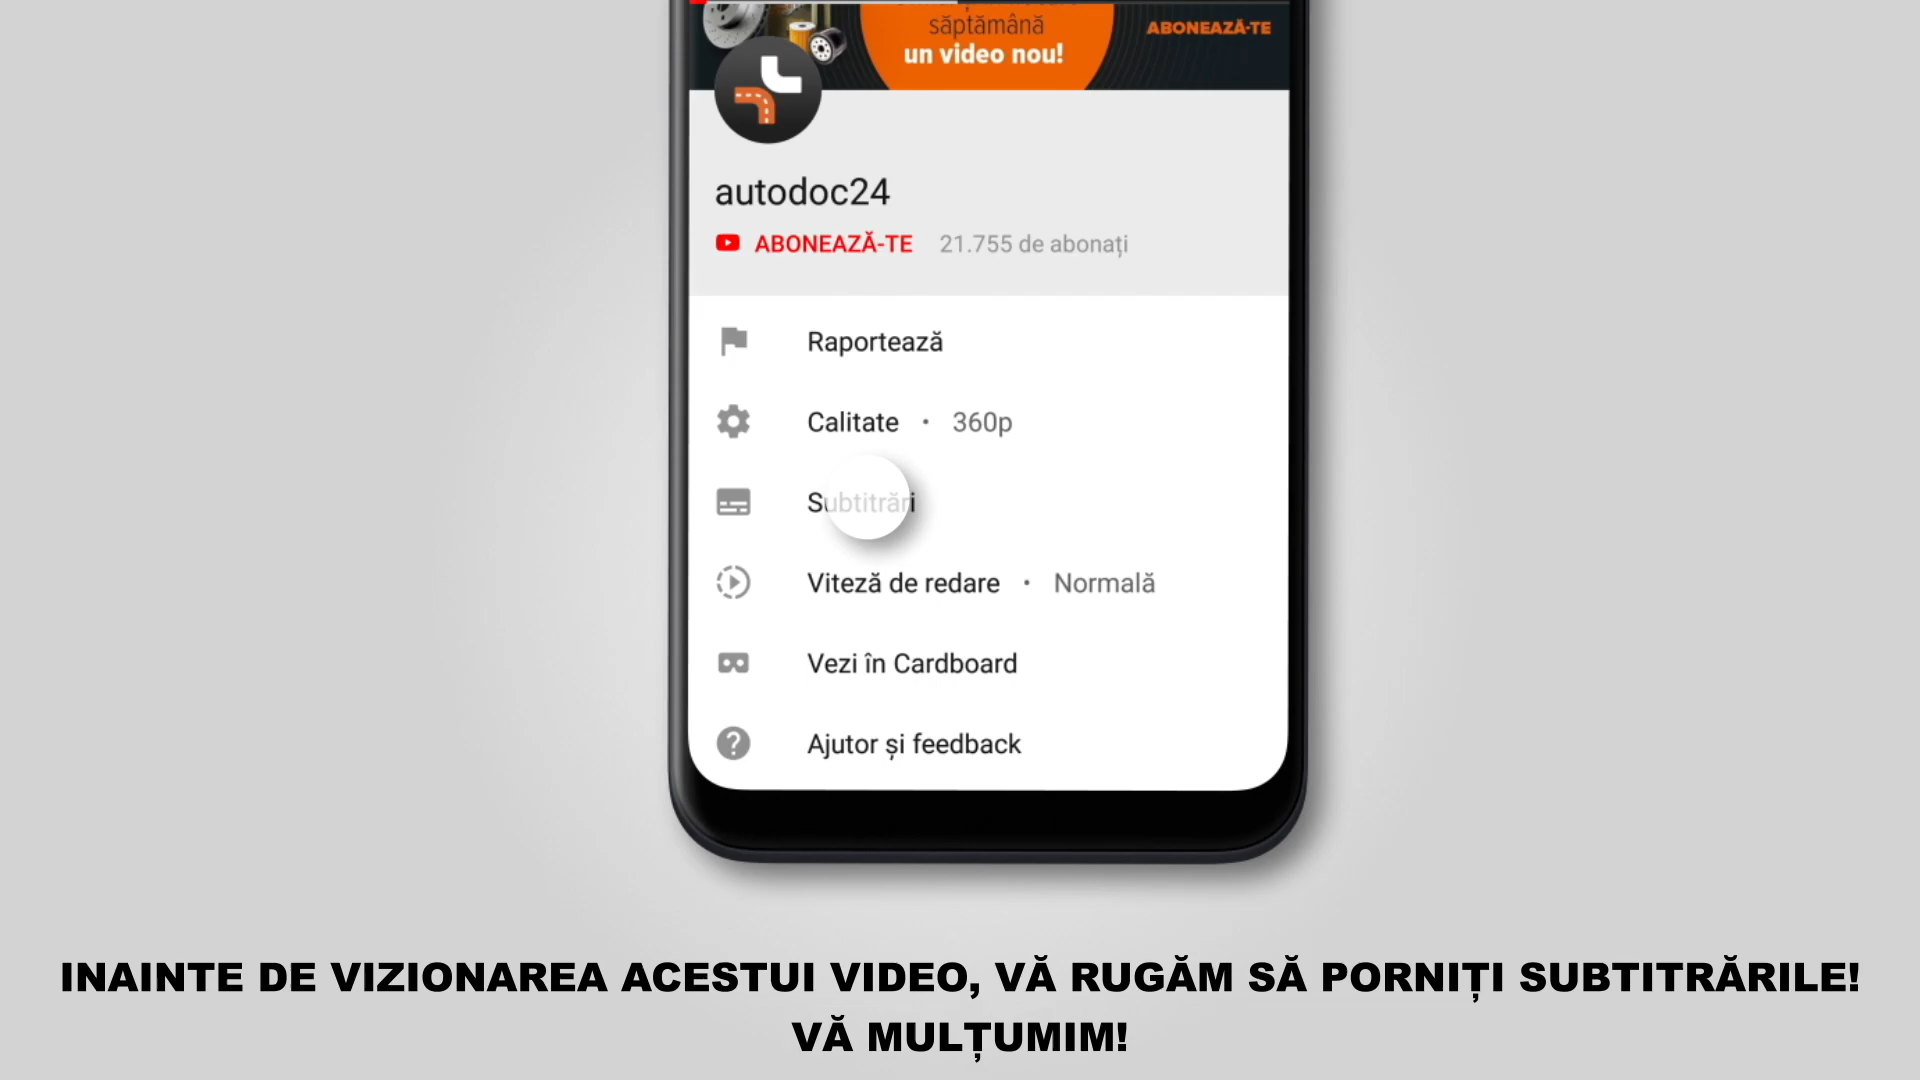 săptămână
un video nou!
ABONEAZĂ-TE
autodoc24
ABONEAZĂ-TE 21.755 de abonați
Raportează
Calitate • 360p
Subtitrări
Viteză de redare • Normală
Vezi în Cardboard
Ajutor și feedback
INAINTE DE VIZIONAREA ACESTUI VIDEO, VĂ RUGĂM SĂ PORNIȚI SUBTITRĂRILE!
VĂ MULȚUMIM!